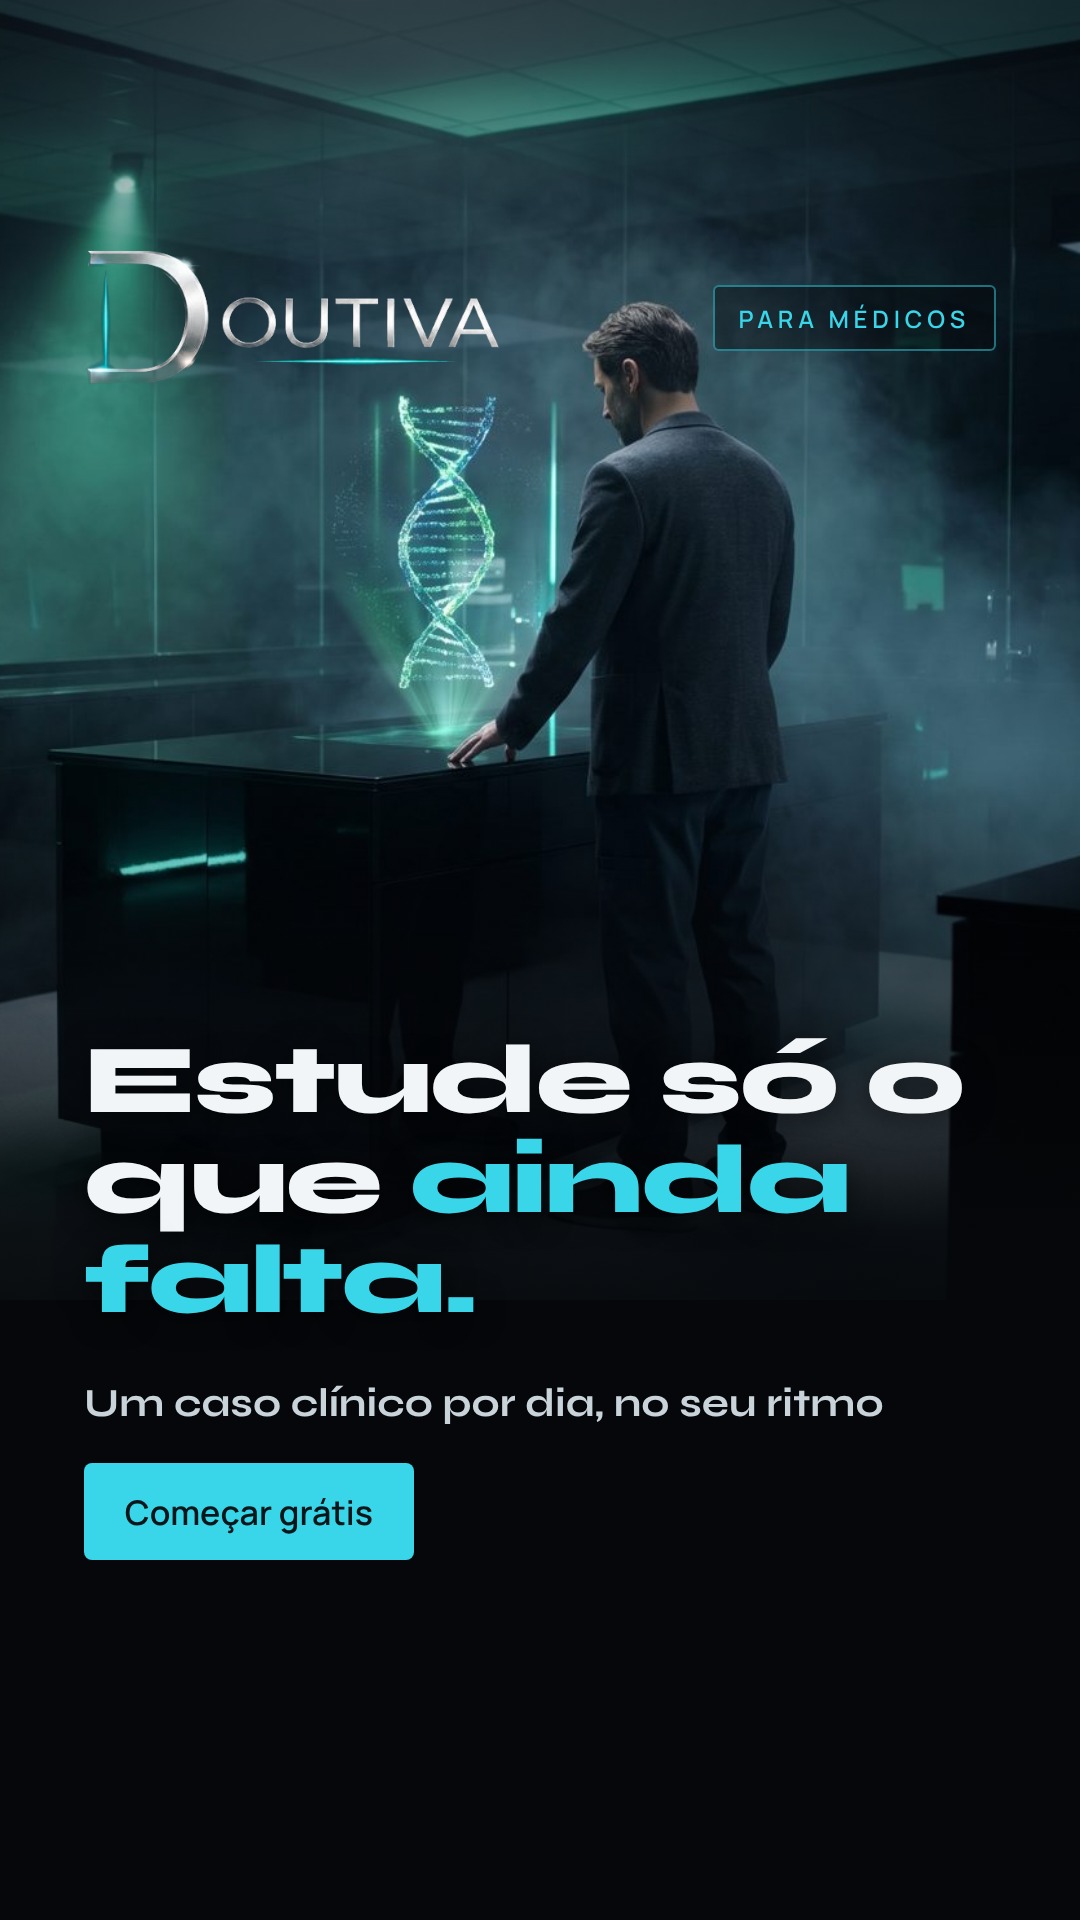 DOUTIVA
PARA MÉDICOS
Estude só o
que ainda
falta.
Um caso clínico por dia, no seu ritmo
Começar grátis